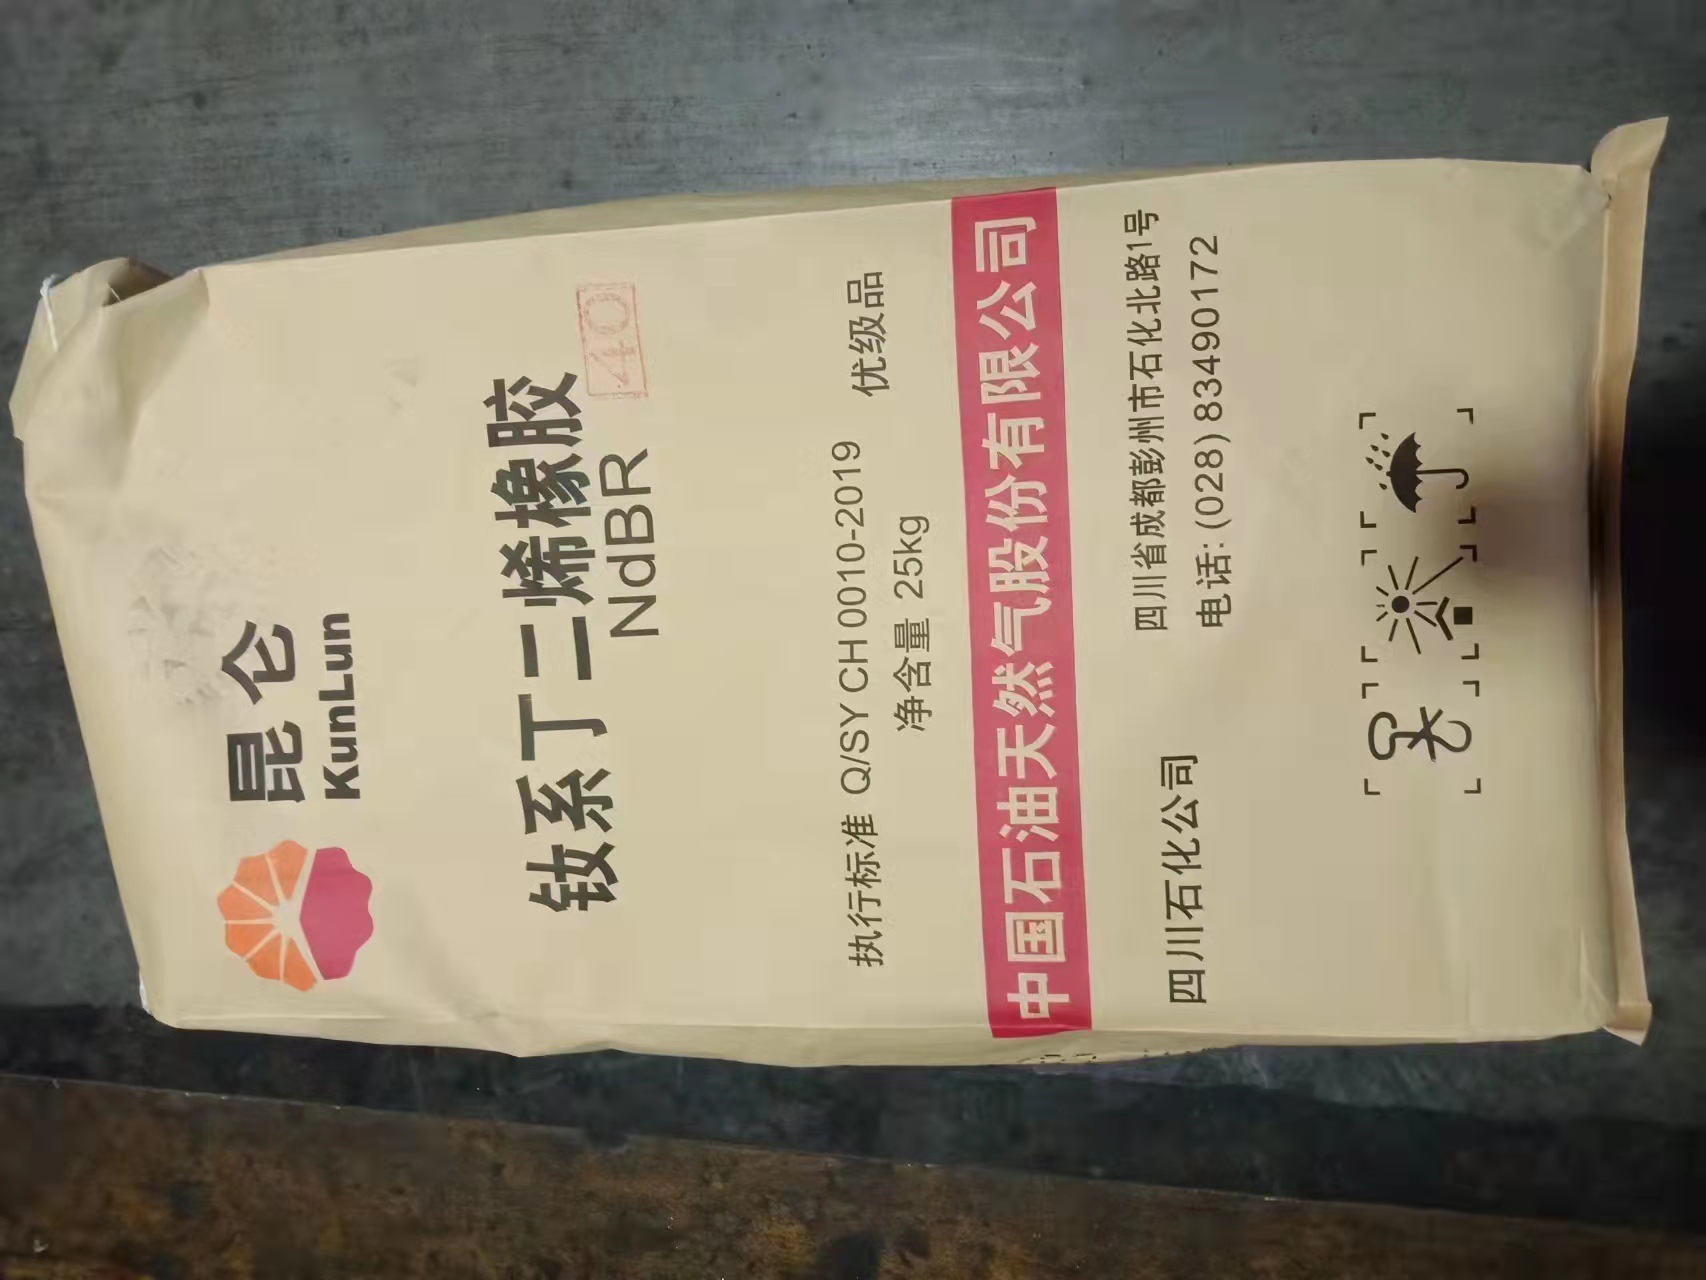 昆仑
KunLun
钕系丁二烯橡胶
NdBR 40
执行标准 Q/SY CH 0010-2019 优级品
净含量 25kg
中国石油天然气股份有限公司
四川石化公司
四川省成都彭州市石化北路1号
电话: (028) 83490172